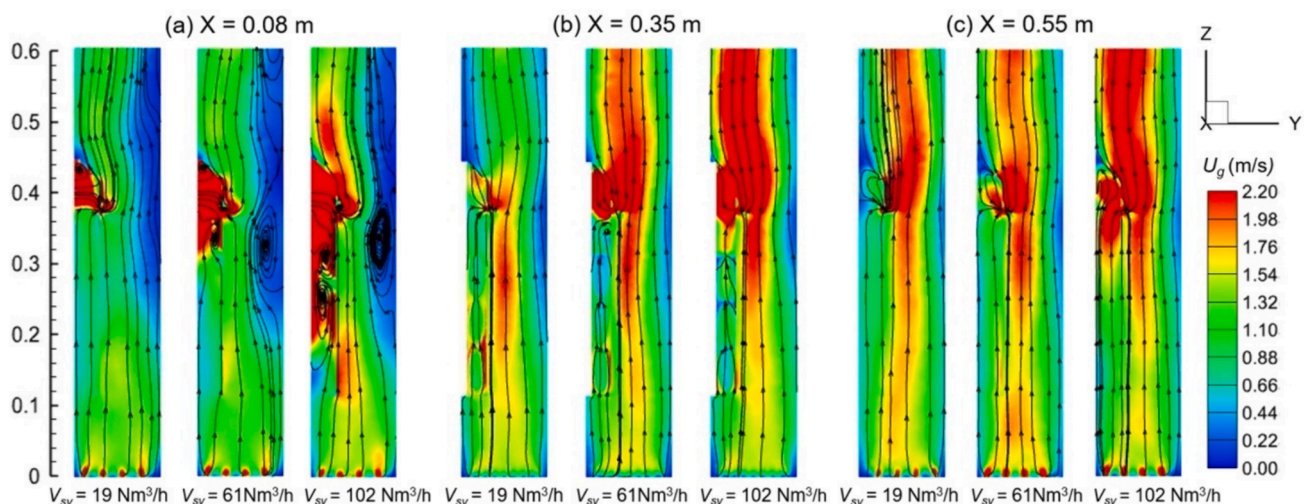 (a) X = 0.08 m
(b) X = 0.35 m
(c) X = 0.55 m
0.6
0.5
0.4
0.3
0.2
0.1
0
Z
X
Y
U_g (m/s)
2.20
1.98
1.76
1.54
1.32
1.10
0.88
0.66
0.44
0.22
0.00
V_sv = 19 Nm³/h
V_sv = 61Nm³/h
V_sv = 102 Nm³/h
V_sv = 19 Nm³/h
V_sv = 61Nm³/h
V_sv = 102 Nm³/h
V_sv = 19 Nm³/h
V_sv = 61Nm³/h
V_sv = 102 Nm³/h